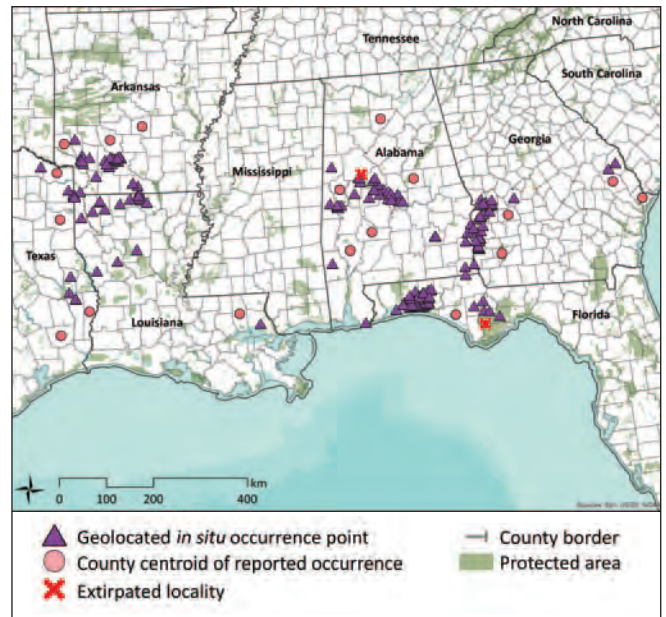 North Carolina
Tennessee
Arkansas
South Carolina
Mississippi
Alabama
Georgia
Texas
Louisiana
Florida
km
0 100 200 400
Geolocated in situ occurrence point
County border
County centroid of reported occurrence
Protected area
Extirpated locality